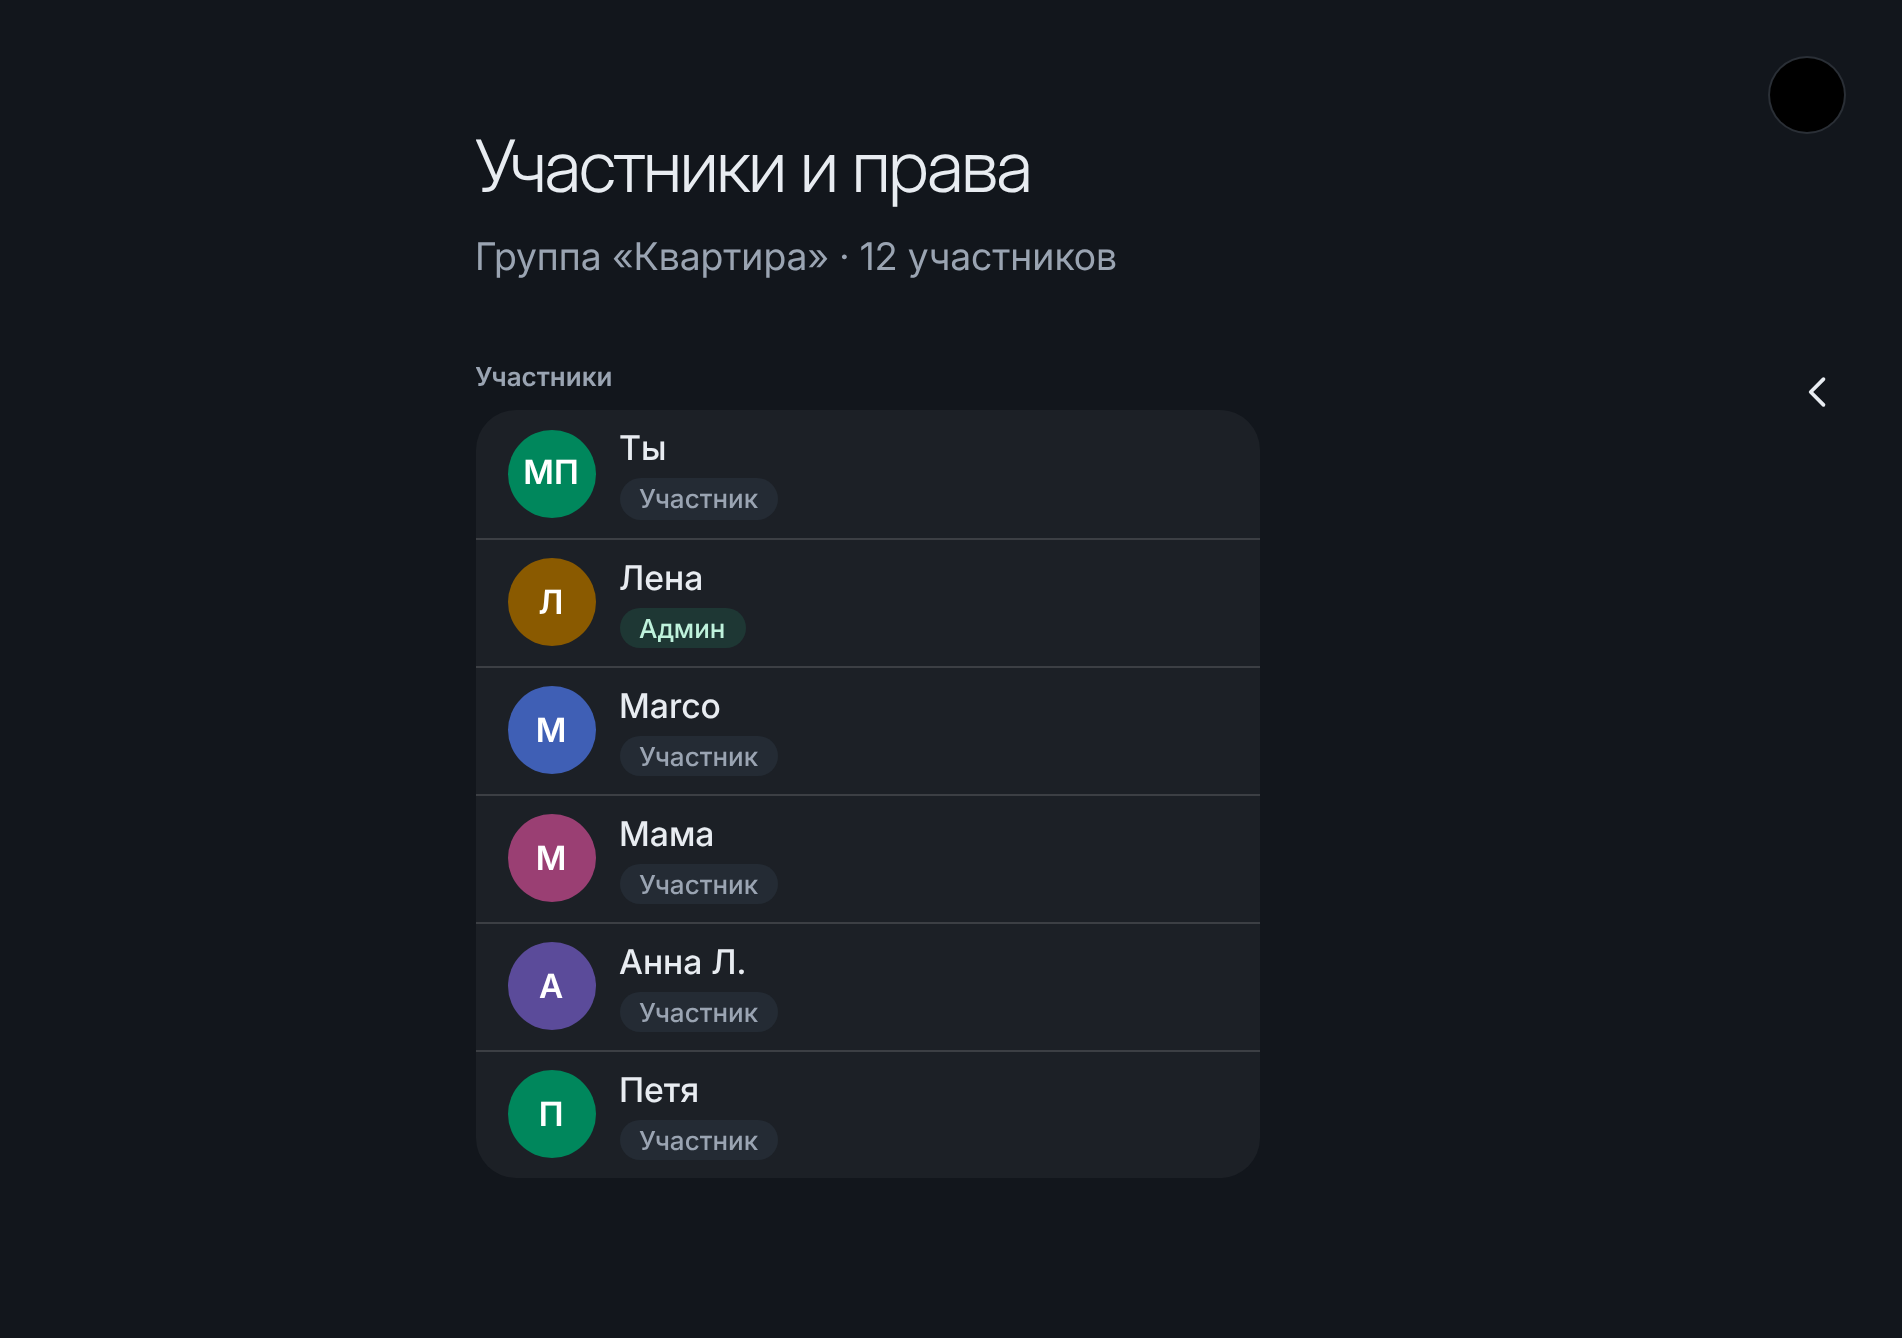 Участники и права
Группа «Квартира» · 12 участников
Участники
МП
Ты
Участник
Л
Лена
Админ
M
Marco
Участник
М
Мама
Участник
А
Анна Л.
Участник
П
Петя
Участник